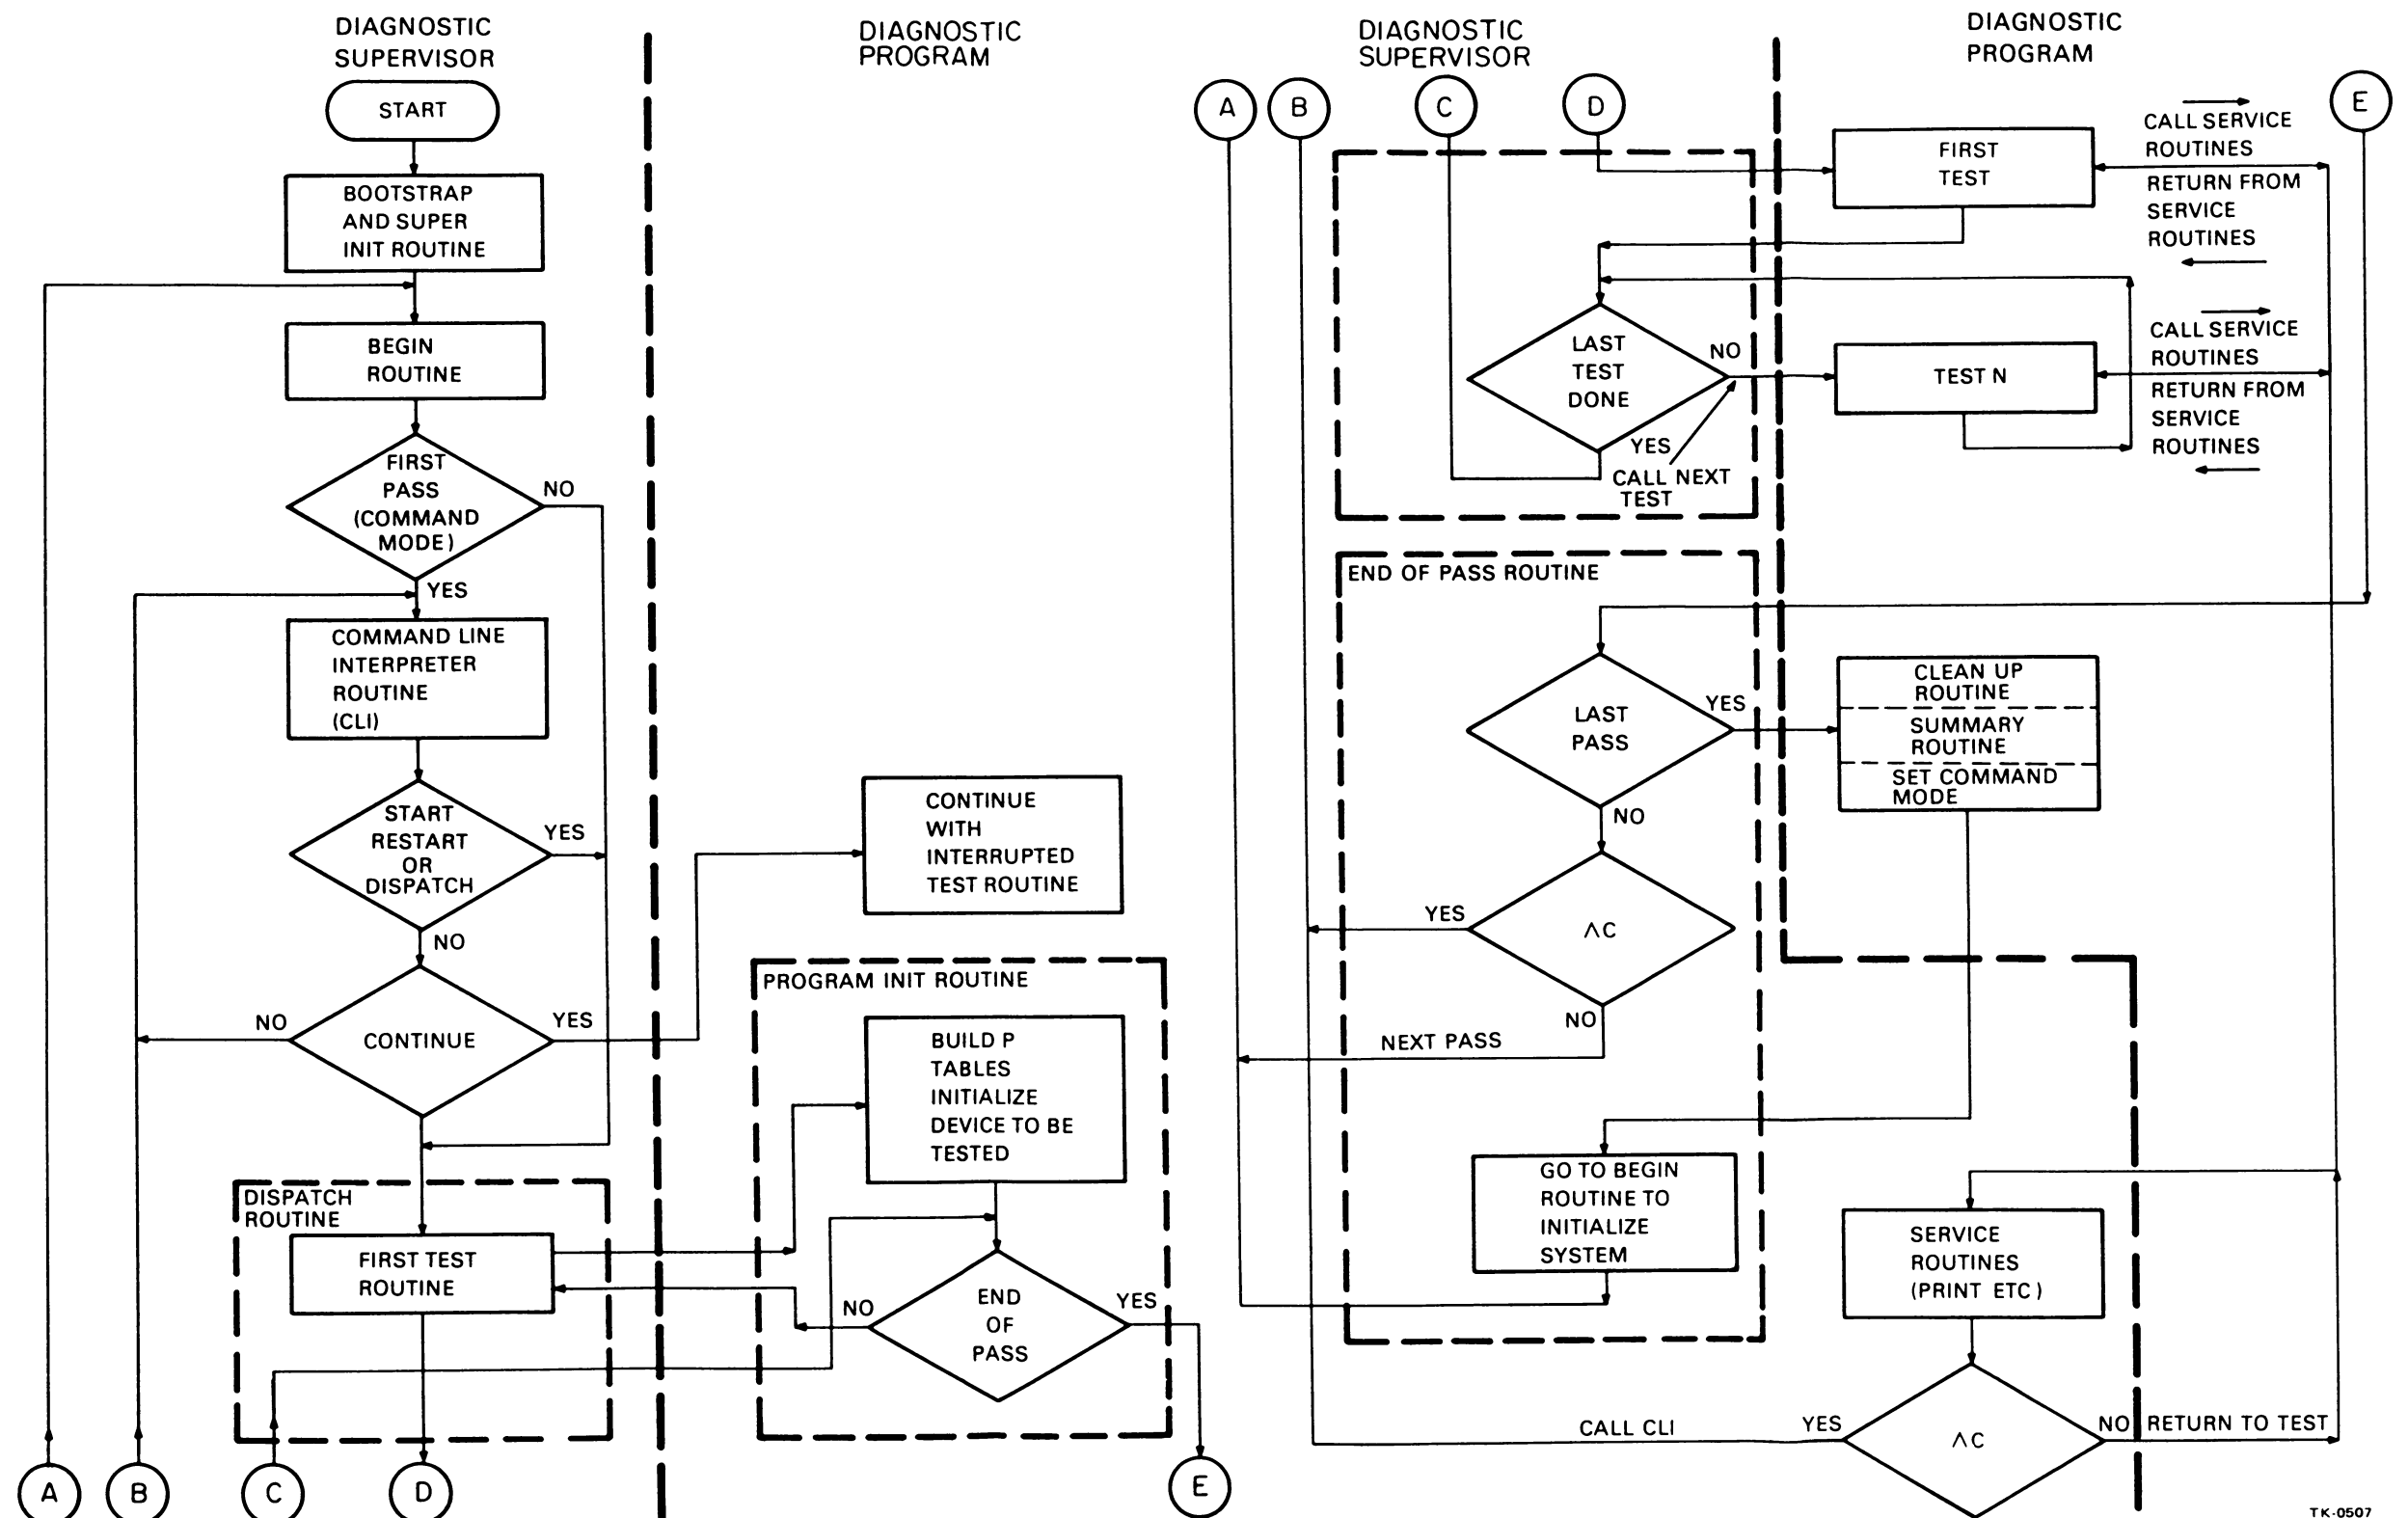 DIAGNOSTIC
SUPERVISOR
START
BOOTSTRAP
AND SUPER
INIT ROUTINE
BEGIN
ROUTINE
FIRST
PASS
(COMMAND
MODE)
NO
YES
COMMAND LINE
INTERPRETER
ROUTINE
(CLI)
START
RESTART
OR
DISPATCH
YES
NO
CONTINUE
NO
YES
DISPATCH
ROUTINE
FIRST TEST
ROUTINE
A
B
C
D
DIAGNOSTIC
PROGRAM
CONTINUE
WITH
INTERRUPTED
TEST ROUTINE
PROGRAM INIT ROUTINE
BUILD P
TABLES
INITIALIZE
DEVICE TO BE
TESTED
END
OF
PASS
NO
YES
E
DIAGNOSTIC
SUPERVISOR
A
B
C
D
LAST
TEST
DONE
NO
YES
CALL NEXT
TEST
END OF PASS ROUTINE
LAST
PASS
YES
NO
∧C
YES
NO
NEXT PASS
GO TO BEGIN
ROUTINE TO
INITIALIZE
SYSTEM
CALL CLI
DIAGNOSTIC
PROGRAM
E
FIRST
TEST
CALL SERVICE
ROUTINES
RETURN FROM
SERVICE
ROUTINES
TEST N
CALL SERVICE
ROUTINES
RETURN FROM
SERVICE
ROUTINES
CLEAN UP
ROUTINE
SUMMARY
ROUTINE
SET COMMAND
MODE
SERVICE
ROUTINES
(PRINT ETC)
∧C
YES
NO
RETURN TO TEST
TK-0507